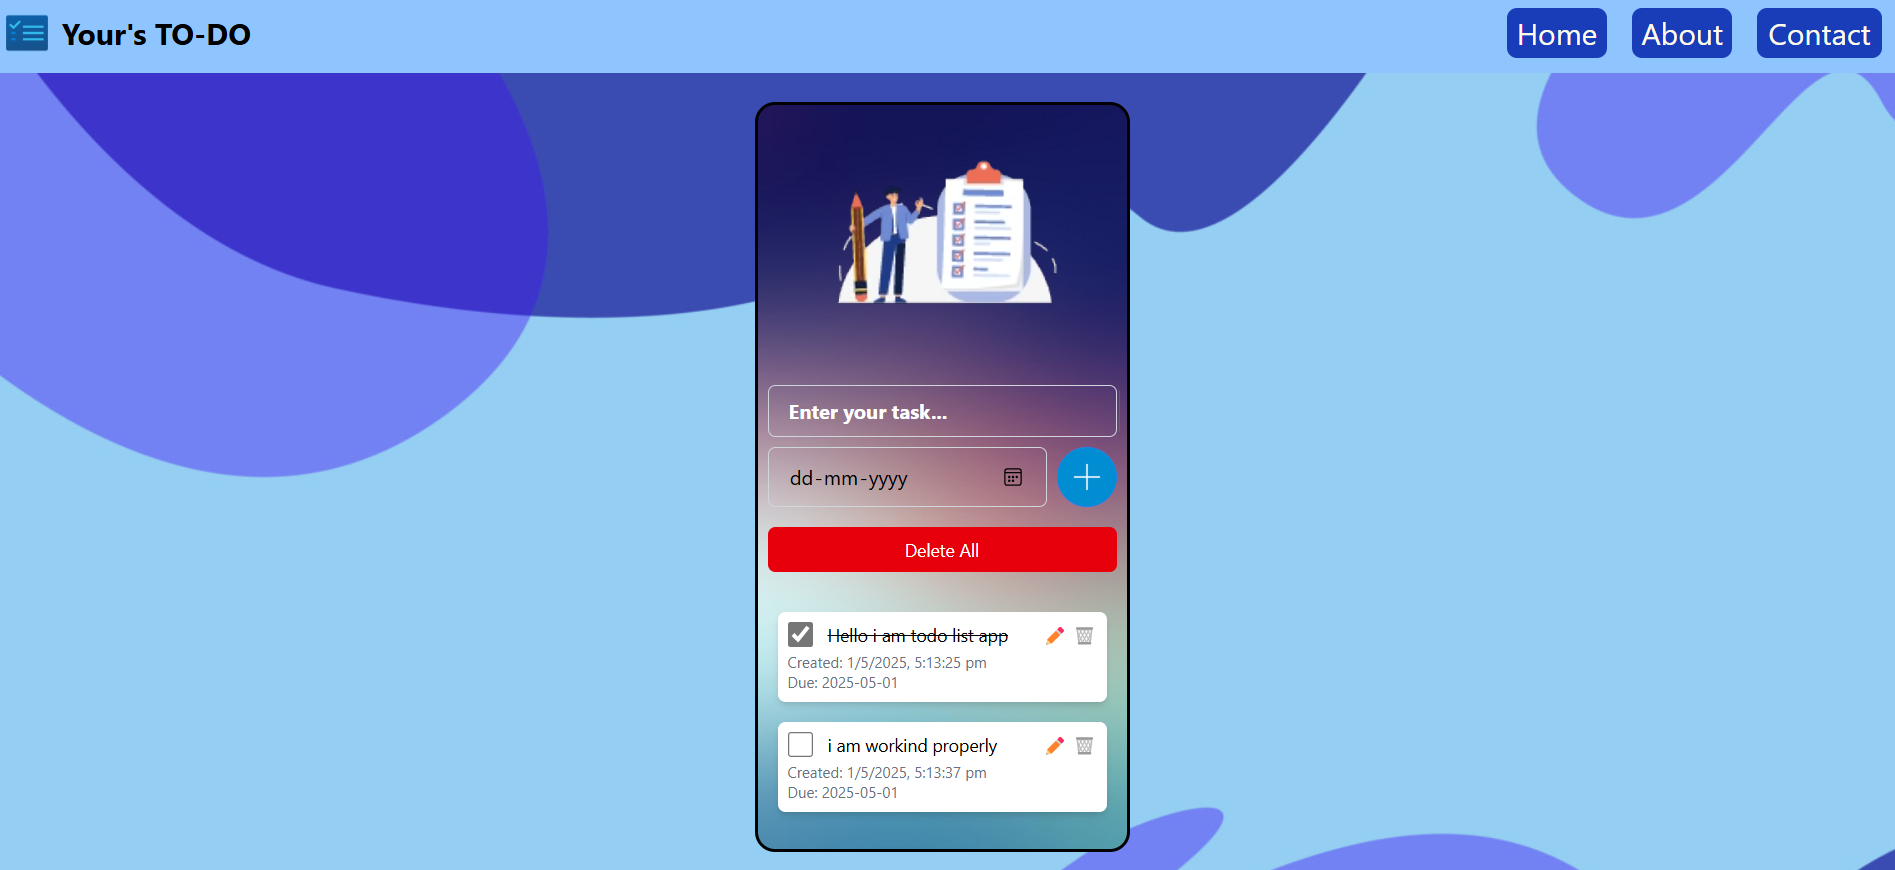 Your's TO-DO
Home
About
Contact
Enter your task...
dd-mm-yyyy
Delete All
Hello i am todo list app
Created: 1/5/2025, 5:13:25 pm
Due: 2025-05-01
i am workind properly
Created: 1/5/2025, 5:13:37 pm
Due: 2025-05-01